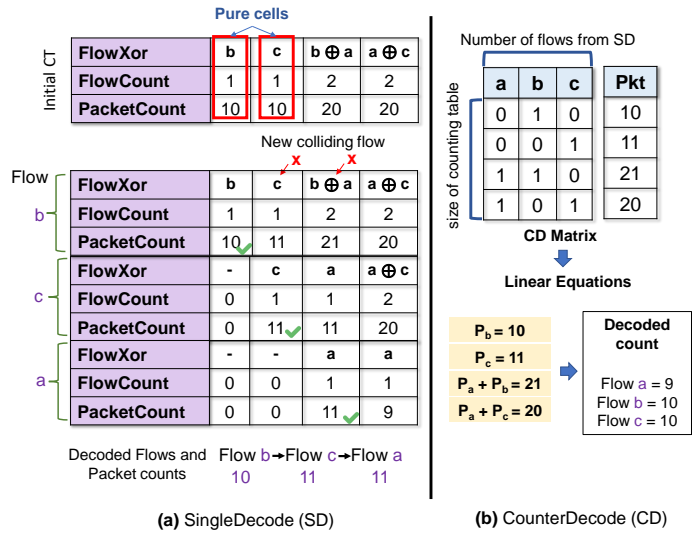 Pure cells
Initial CT
FlowXor b c b ⊕ a a ⊕ c
FlowCount 1 1 2 2
PacketCount 10 10 20 20
New colliding flow
x x
Flow
b
FlowXor b c b ⊕ a a ⊕ c
FlowCount 1 1 2 2
PacketCount 10 11 21 20
c
FlowXor - c a a ⊕ c
FlowCount 0 1 1 2
PacketCount 0 11 11 20
a
FlowXor - - a a
FlowCount 0 0 1 1
PacketCount 0 0 11 9
Decoded Flows and Packet counts
Flow b→Flow c→Flow a
10 11 11
(a) SingleDecode (SD)
Number of flows from SD
size of counting table
a b c Pkt
0 1 0 10
0 0 1 11
1 1 0 21
1 0 1 20
CD Matrix
Linear Equations
P_b = 10
P_c = 11
P_a + P_b = 21
P_a + P_c = 20
Decoded
count
Flow a = 9
Flow b = 10
Flow c = 10
(b) CounterDecode (CD)